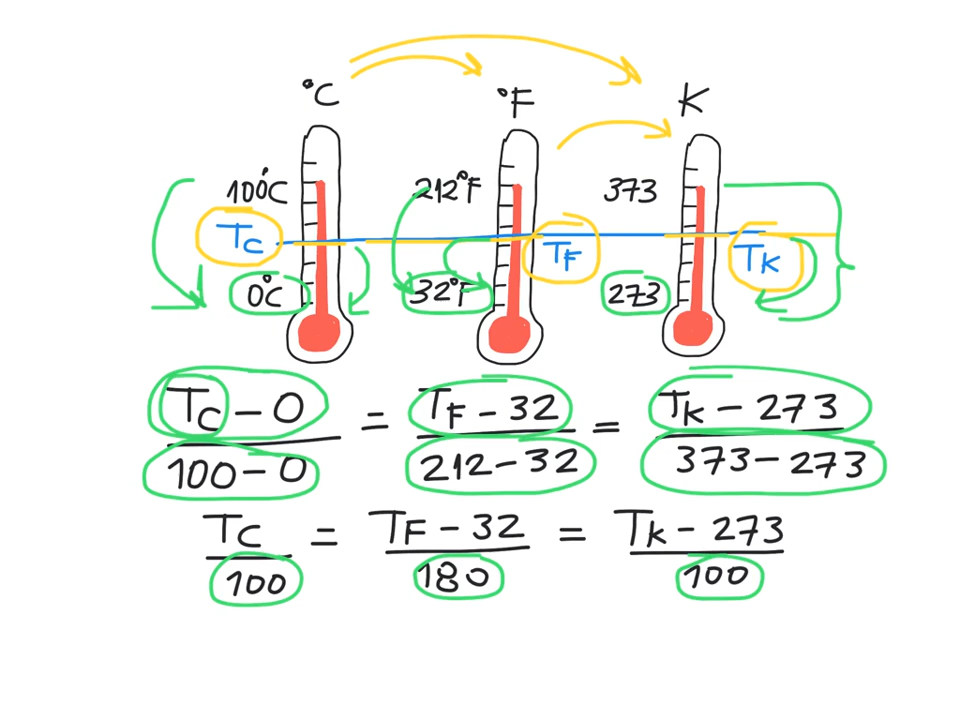 °C °F K
100°C 212°F 373
Tc TF TK
0°C 32°F 273
Tc - 0 = TF - 32 = TK - 273
100 - 0 212 - 32 373 - 273
Tc = TF - 32 = Tk - 273
100 180 100